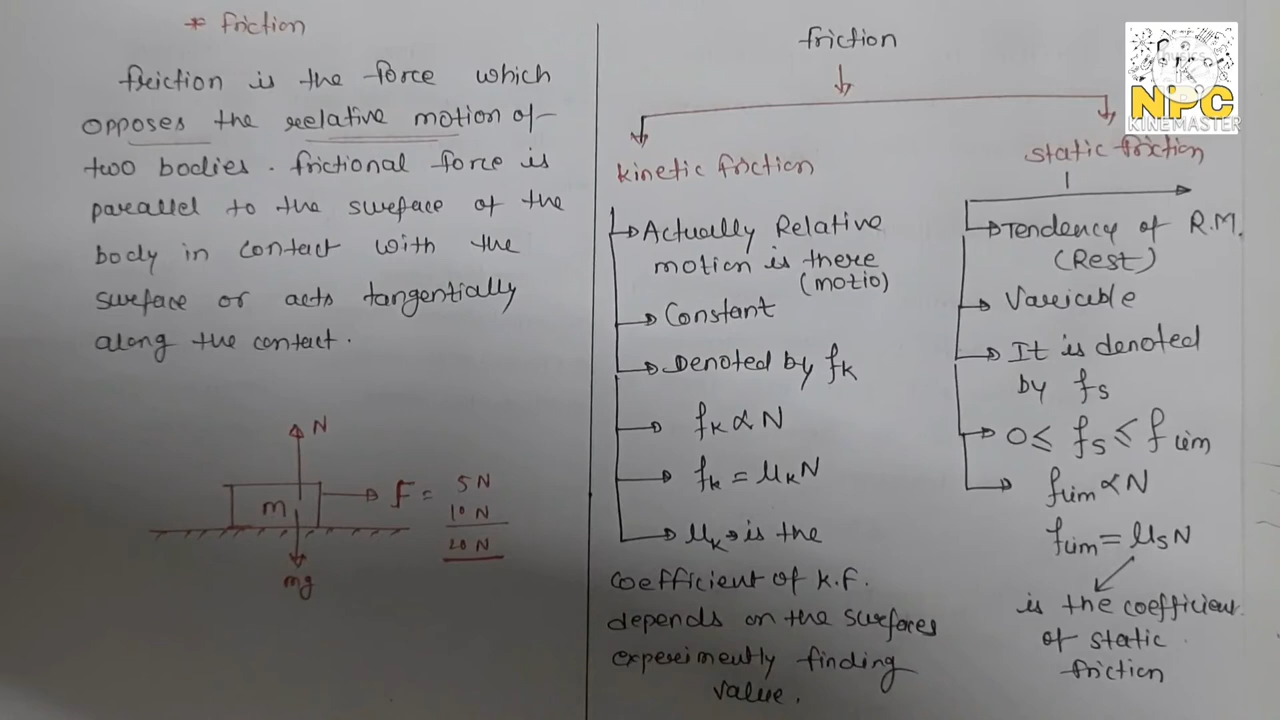 * friction
friction is the force which
opposes the relative motion of
two bodies. frictional force is
parallel to the surface of the
body in contact with the
surface or acts tangentially
along the contact.
N
m
F = 5N
10 N
20 N
mg
friction
kinetic friction
Actually Relative
motion is there
(motio)
Constant
Denoted by fk
fk ∝ N
fk = μkN
μk → is the
coefficient of K.F.
depends on the surfaces
experimently finding
value.
static friction
Tendency of R.M.
(Rest)
Variable
It is denoted
by fs
0 ≤ fs ≤ flim
flim ∝ N
flim = μsN
is the coefficient
of static
friction
NPC
KINEMASTER